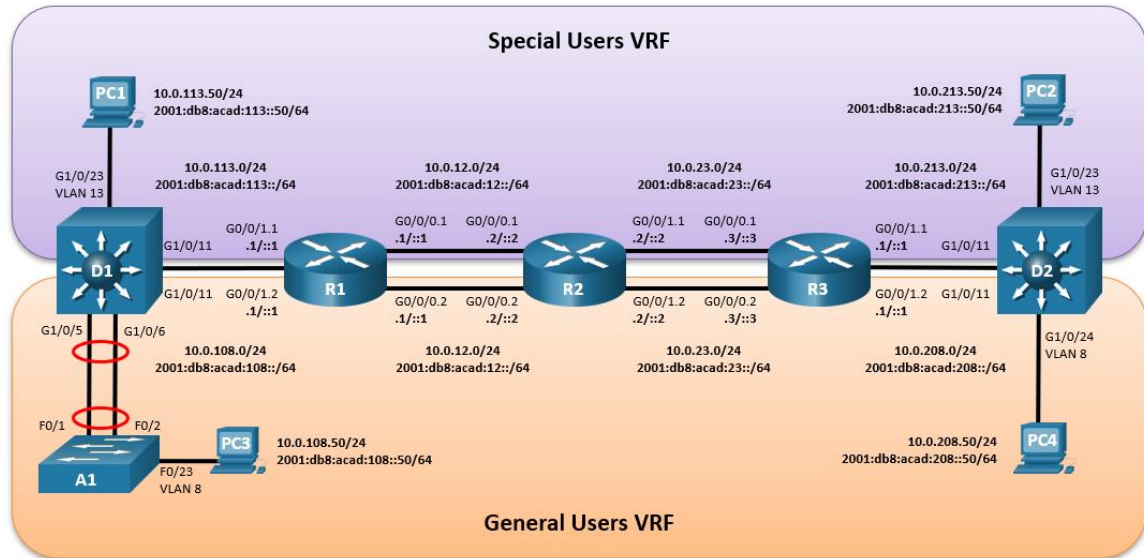 Special Users VRF
PC1
10.0.113.50/24
2001:db8:acad:113::50/64
10.0.213.50/24
2001:db8:acad:213::50/64
PC2
G1/0/23
VLAN 13
10.0.113.0/24
2001:db8:acad:113::/64
10.0.12.0/24
2001:db8:acad:12::/64
10.0.23.0/24
2001:db8:acad:23::/64
10.0.213.0/24
2001:db8:acad:213::/64
G1/0/23
VLAN 13
D1
G1/0/11
G0/0/1.1
.1/::1
R1
G0/0/0.1
.1/::1
G0/0/0.1
.2/::2
R2
G0/0/1.1
.2/::2
G0/0/0.1
.3/::3
R3
G0/0/1.1
.1/::1
G1/0/11
D2
G1/0/11
G0/0/1.2
.1/::1
G0/0/0.2
.1/::1
G0/0/0.2
.2/::2
G0/0/1.2
.2/::2
G0/0/0.2
.3/::3
G0/0/1.2
.1/::1
G1/0/11
G1/0/5
G1/0/6
10.0.108.0/24
2001:db8:acad:108::/64
10.0.12.0/24
2001:db8:acad:12::/64
10.0.23.0/24
2001:db8:acad:23::/64
10.0.208.0/24
2001:db8:acad:208::/64
G1/0/24
VLAN 8
F0/1
F0/2
A1
F0/23
VLAN 8
PC3
10.0.108.50/24
2001:db8:acad:108::50/64
10.0.208.50/24
2001:db8:acad:208::50/64
PC4
General Users VRF